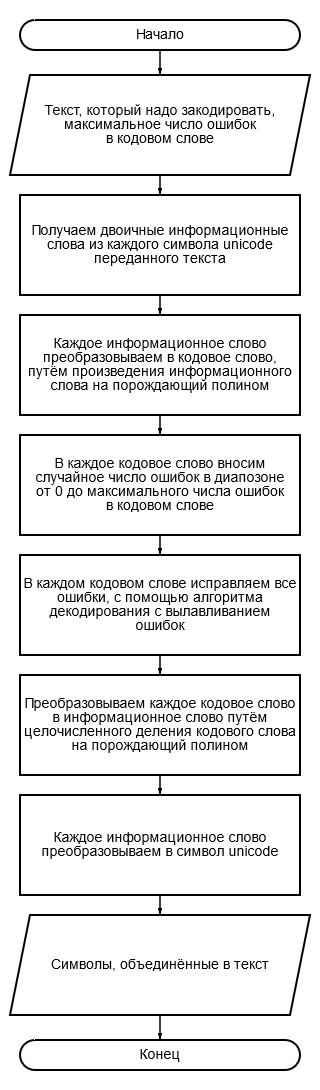 Начало
Текст, который надо закодировать,
максимальное число ошибок
в кодовом слове
Получаем двоичные информационные
слова из каждого символа unicode
переданного текста
Каждое информационное слово
преобразовываем в кодовое слово,
путём произведения информационного
слова на порождающий полином
В каждое кодовое слово вносим
случайное число ошибок в диапозоне
от 0 до максимального числа ошибок
в кодовом слове
В каждом кодовом слове исправляем все
ошибки, с помощью алгоритма
декодирования с вылавливанием
ошибок
Преобразовываем каждое кодовое слово
в информационное слово путём
целочисленного деления кодового слова
на порождающий полином
Каждое информационное слово
преобразовываем в символ unicode
Символы, объединённые в текст
Конец